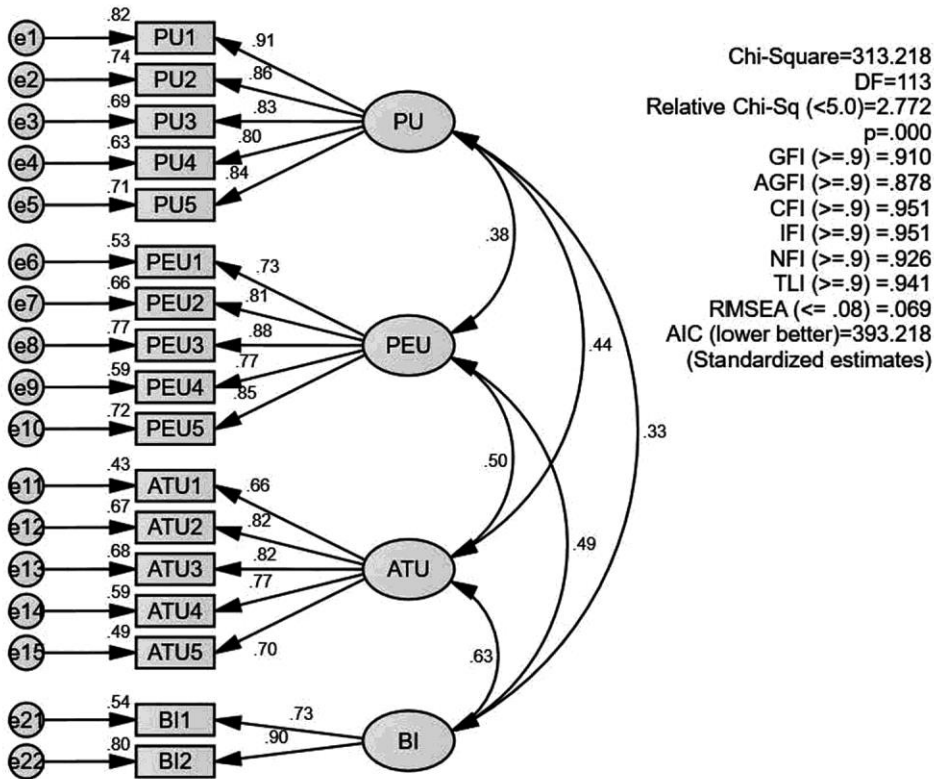 e1 .82 PU1 .91
e2 .74 PU2 .86
e3 .69 PU3 .83
e4 .63 PU4 .80
e5 .71 PU5 .84
PU
e6 .53 PEU1 .73
e7 .66 PEU2 .81
e8 .77 PEU3 .88
e9 .59 PEU4 .77
e10 .72 PEU5 .85
PEU
e11 .43 ATU1 .66
e12 .67 ATU2 .82
e13 .68 ATU3 .82
e14 .59 ATU4 .77
e15 .49 ATU5 .70
ATU
e21 .54 BI1 .73
e22 .80 BI2 .90
BI
.38
.44
.33
.50
.49
.63
Chi-Square=313.218
DF=113
Relative Chi-Sq (<5.0)=2.772
p=.000
GFI (>=.9) =.910
AGFI (>=.9) =.878
CFI (>=.9) =.951
IFI (>=.9) =.951
NFI (>=.9) =.926
TLI (>=.9) =.941
RMSEA (<= .08) =.069
AIC (lower better)=393.218
(Standardized estimates)